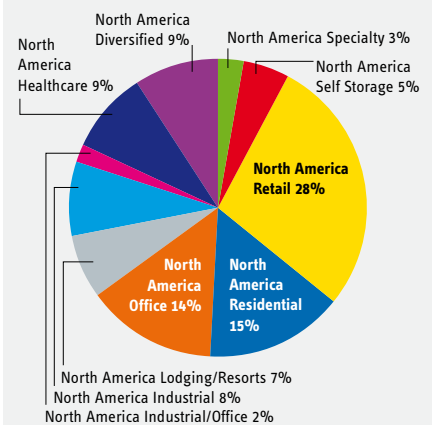 North America
Diversified 9%
North America Specialty 3%
North
America
Healthcare 9%
North America
Self Storage 5%
North America
Retail 28%
North
America
Office 14%
North
America
Residential
15%
North America Lodging/Resorts 7%
North America Industrial 8%
North America Industrial/Office 2%